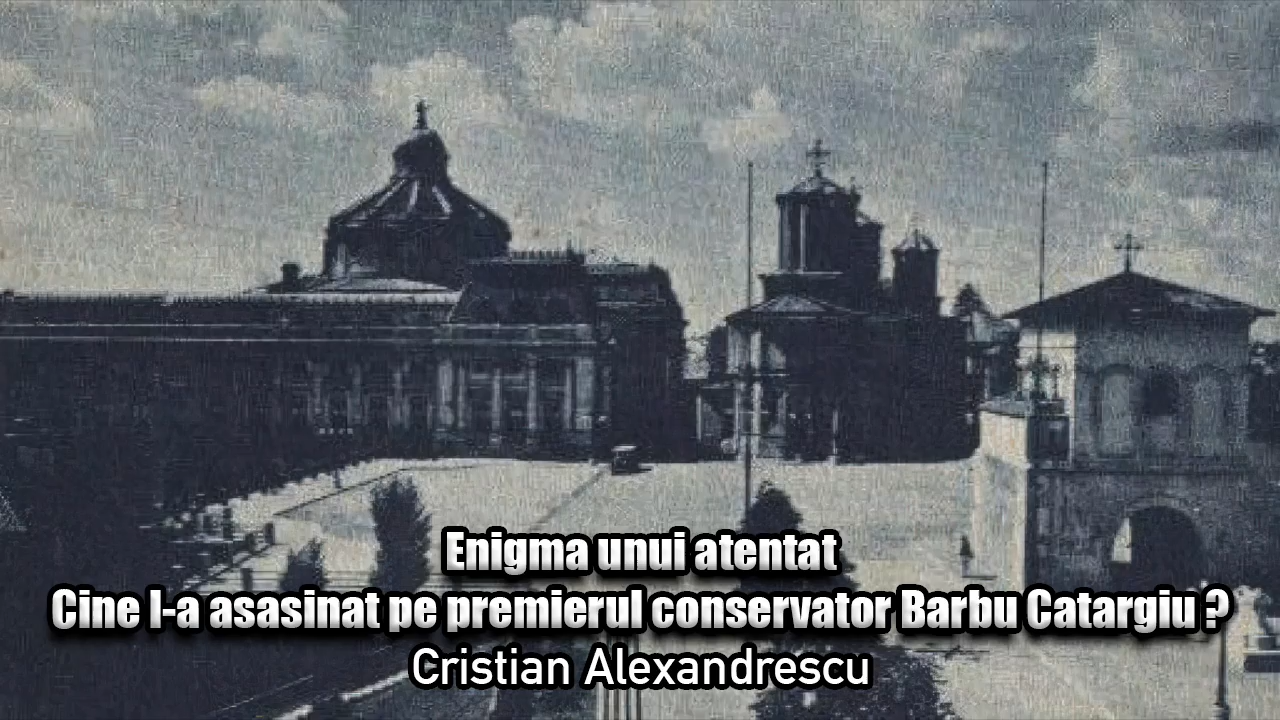 Enigma unui atentat
Cine l-a asasinat pe premierul conservator Barbu Catargiu ?
Cristian Alexandrescu